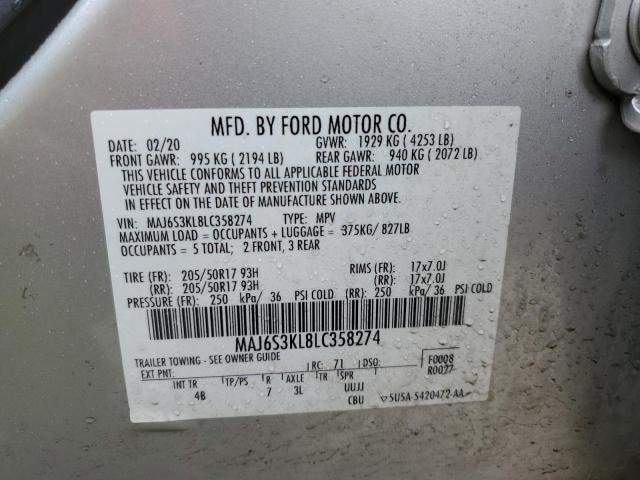 MFD. BY FORD MOTOR CO.
DATE: 02/20 GVWR: 1929 KG ( 4253 LB)
FRONT GAWR: 995 KG ( 2194 LB) REAR GAWR: 940 KG ( 2072 LB)
THIS VEHICLE CONFORMS TO ALL APPLICABLE FEDERAL MOTOR
VEHICLE SAFETY AND THEFT PREVENTION STANDARDS
IN EFFECT ON THE DATE OF MANUFACTURE SHOWN ABOVE.
VIN: MAJ6S3KL8LC358274 TYPE: MPV
MAXIMUM LOAD = OCCUPANTS + LUGGAGE = 375KG/ 827LB
OCCUPANTS = 5 TOTAL; 2 FRONT, 3 REAR
TIRE (FR): 205/50R17 93H RIMS (FR): 17x7.0J
(RR): 205/50R17 93H (RR): 17x7.0J
PRESSURE (FR): 250 kPa/ 36 PSI COLD (RR): 250 kPa/ 36 PSI COLD
MAJ6S3KL8LC358274
TRAILER TOWING - SEE OWNER GUIDE
EXT PNT: RC: 71 DSO: F0008
R0027
INT TR TP/PS R AXLE TR SPR UUJJ
4B 7 3L CBU
5U5A-5420472-AA